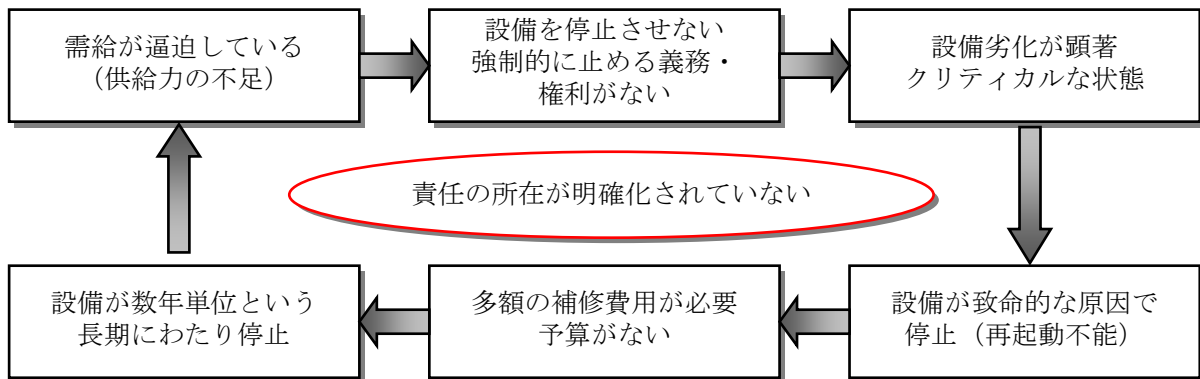 需給が逼迫している
（供給力の不足）
設備を停止させない
強制的に止める義務・
権利がない
設備劣化が顕著
クリティカルな状態
責任の所在が明確化されていない
設備が数年単位という
長期にわたり停止
多額の補修費用が必要
予算がない
設備が致命的な原因で
停止（再起動不能）